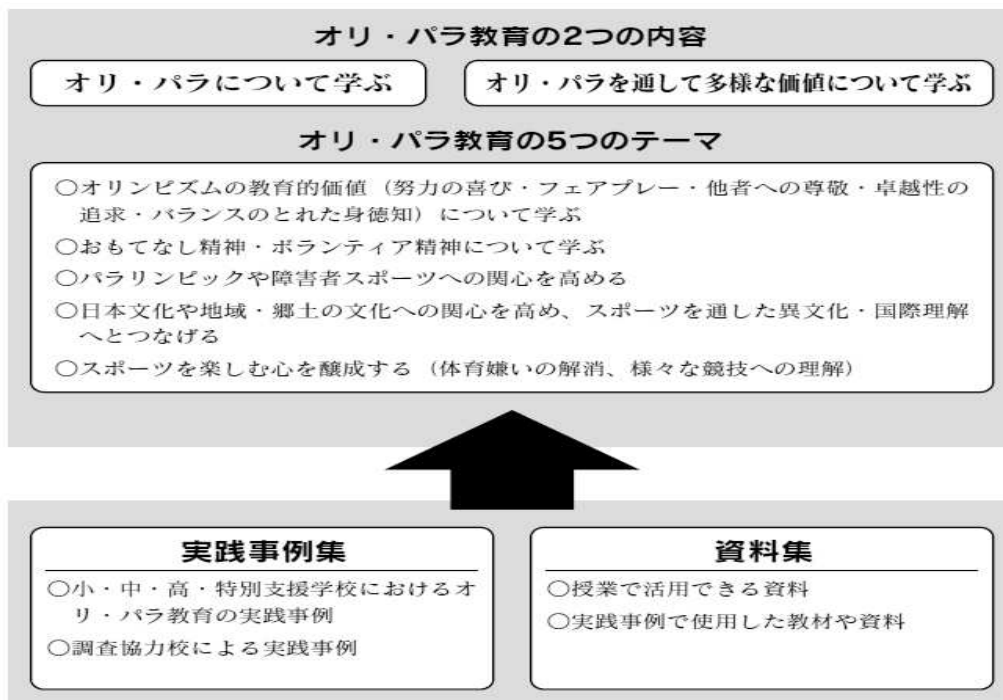 オリ・パラ教育の2つの内容
オリ・パラについて学ぶ
オリ・パラを通して多様な価値について学ぶ
オリ・パラ教育の5つのテーマ
○オリンピズムの教育的価値（努力の喜び・フェアプレー・他者への尊敬・卓越性の
追求・バランスのとれた身徳知）について学ぶ
○おもてなし精神・ボランティア精神について学ぶ
○パラリンピックや障害者スポーツへの関心を高める
○日本文化や地域・郷土の文化への関心を高め、スポーツを通した異文化・国際理解
へとつなげる
○スポーツを楽しむ心を醸成する（体育嫌いの解消、様々な競技への理解）
実践事例集
○小・中・高・特別支援学校におけるオ
リ・パラ教育の実践事例
○調査協力校による実践事例
資料集
○授業で活用できる資料
○実践事例で使用した教材や資料